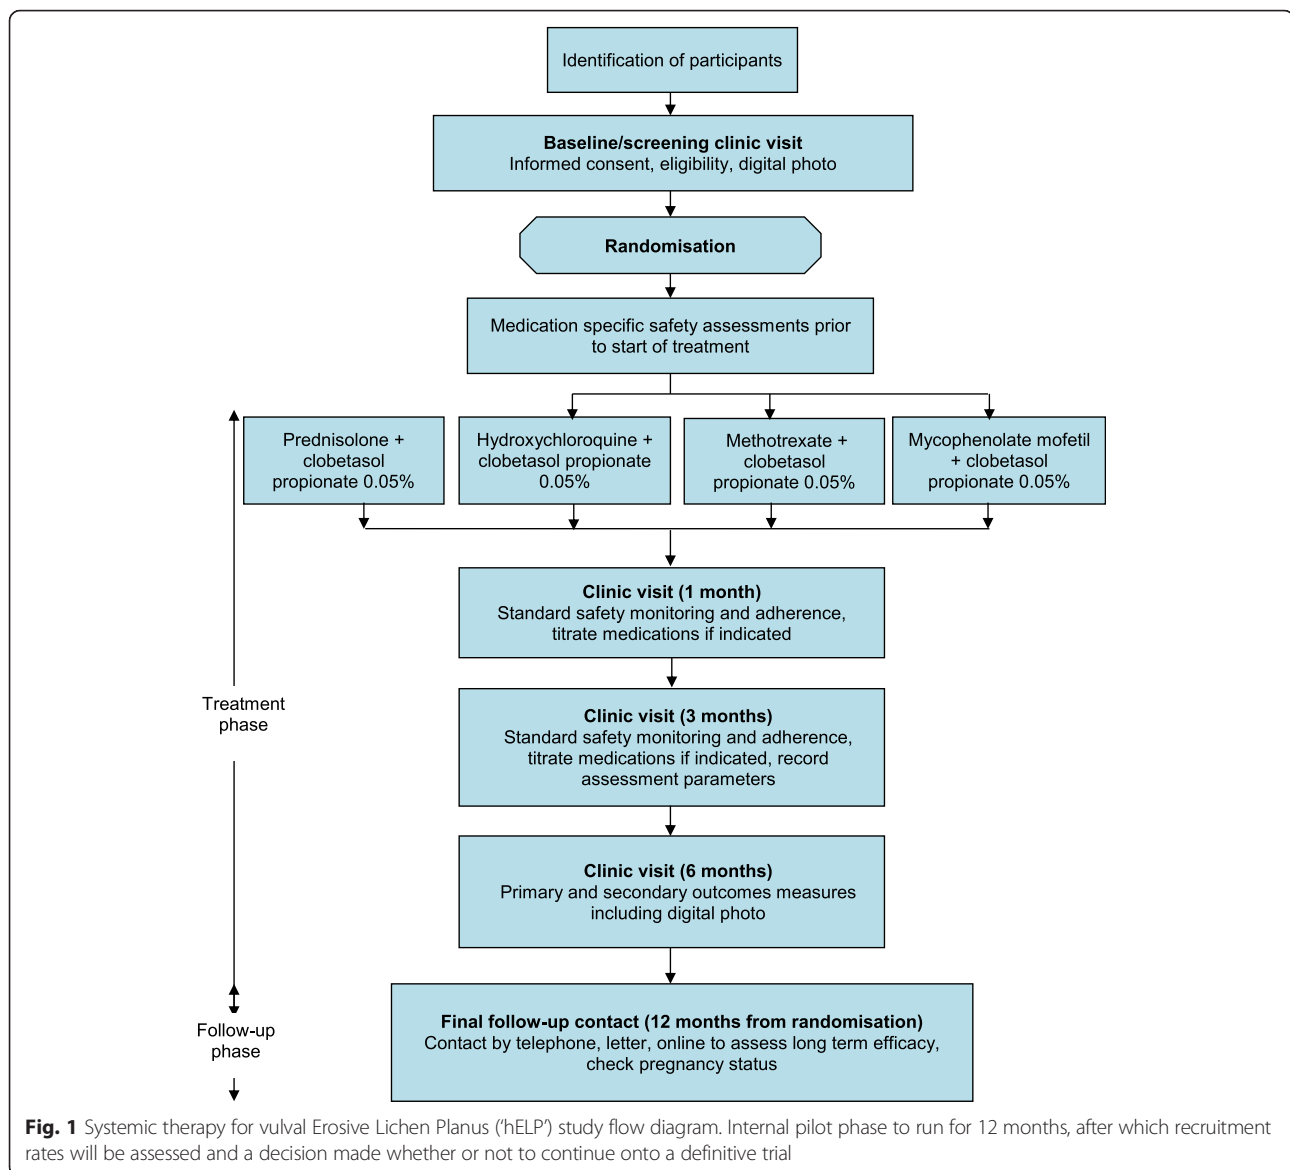 Identification of participants
Baseline/screening clinic visit
Informed consent, eligibility, digital photo
Randomisation
Medication specific safety assessments prior
to start of treatment
Prednisolone +
clobetasol
propionate 0.05%
Hydroxychloroquine +
clobetasol propionate
0.05%
Methotrexate +
clobetasol
propionate 0.05%
Mycophenolate mofetil
+ clobetasol
propionate 0.05%
Clinic visit (1 month)
Standard safety monitoring and adherence,
titrate medications if indicated
Treatment
phase
Clinic visit (3 months)
Standard safety monitoring and adherence,
titrate medications if indicated, record
assessment parameters
Clinic visit (6 months)
Primary and secondary outcomes measures
including digital photo
Follow-up
phase
Final follow-up contact (12 months from randomisation)
Contact by telephone, letter, online to assess long term efficacy,
check pregnancy status
Fig. 1 Systemic therapy for vulval Erosive Lichen Planus (‘hELP’) study flow diagram. Internal pilot phase to run for 12 months, after which recruitment
rates will be assessed and a decision made whether or not to continue onto a definitive trial